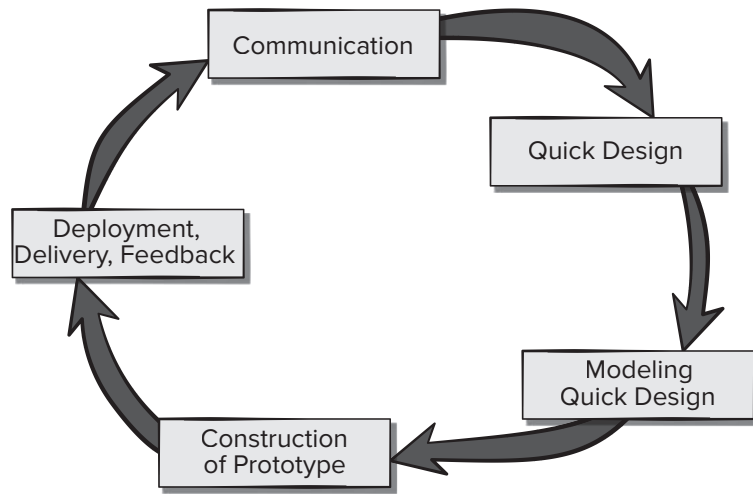 Communication
Quick Design
Modeling
Quick Design
Construction
of Prototype
Deployment,
Delivery, Feedback